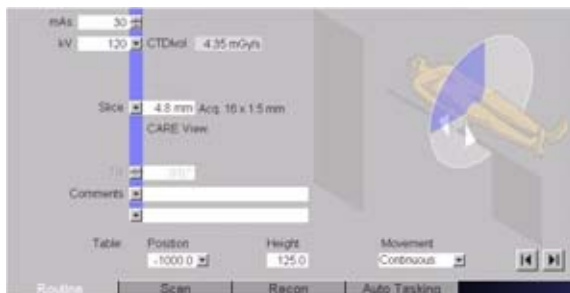 mAs 30
kV 120 CTDIvol 4.35 mGy/s
Slice 4.8 mm Acq. 16 x 1.5 mm
CARE View
Comments
Table Position Height Movement
-1000.0 125.0 Continuous
Routine Scan Recon Auto Tasking